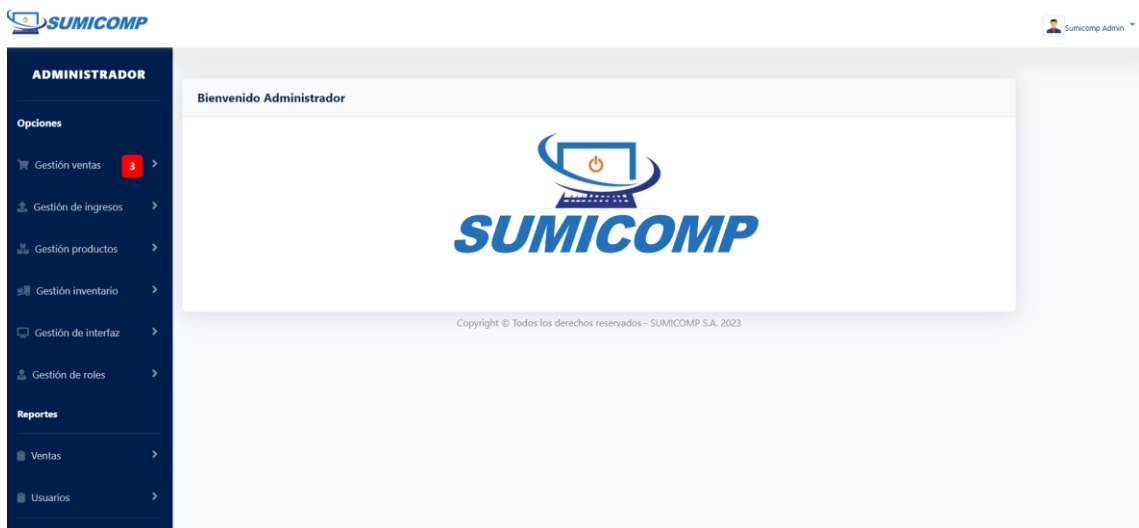 SUMICOMP
Sumicomp Admin
ADMINISTRADOR
Opciones
Gestión ventas 3
Gestión de ingresos
Gestión productos
Gestión inventario
Gestión de interfaz
Gestión de roles
Reportes
Ventas
Usuarios
Bienvenido Administrador
SUMICOMP
Copyright © Todos los derechos reservados - SUMICOMP S.A. 2023